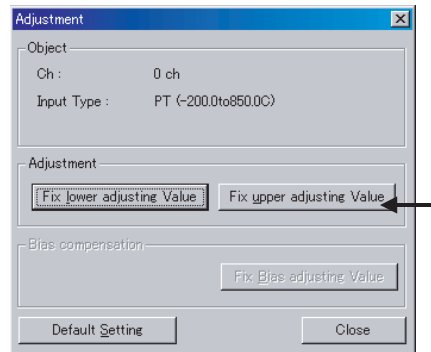 Adjustment
Object
Ch : 0 ch
Input Type : PT (-200.0to850.0C)
Adjustment
Fix lower adjusting Value Fix upper adjusting Value
Bias compensation
Fix Bias adjusting Value
Default Setting Close